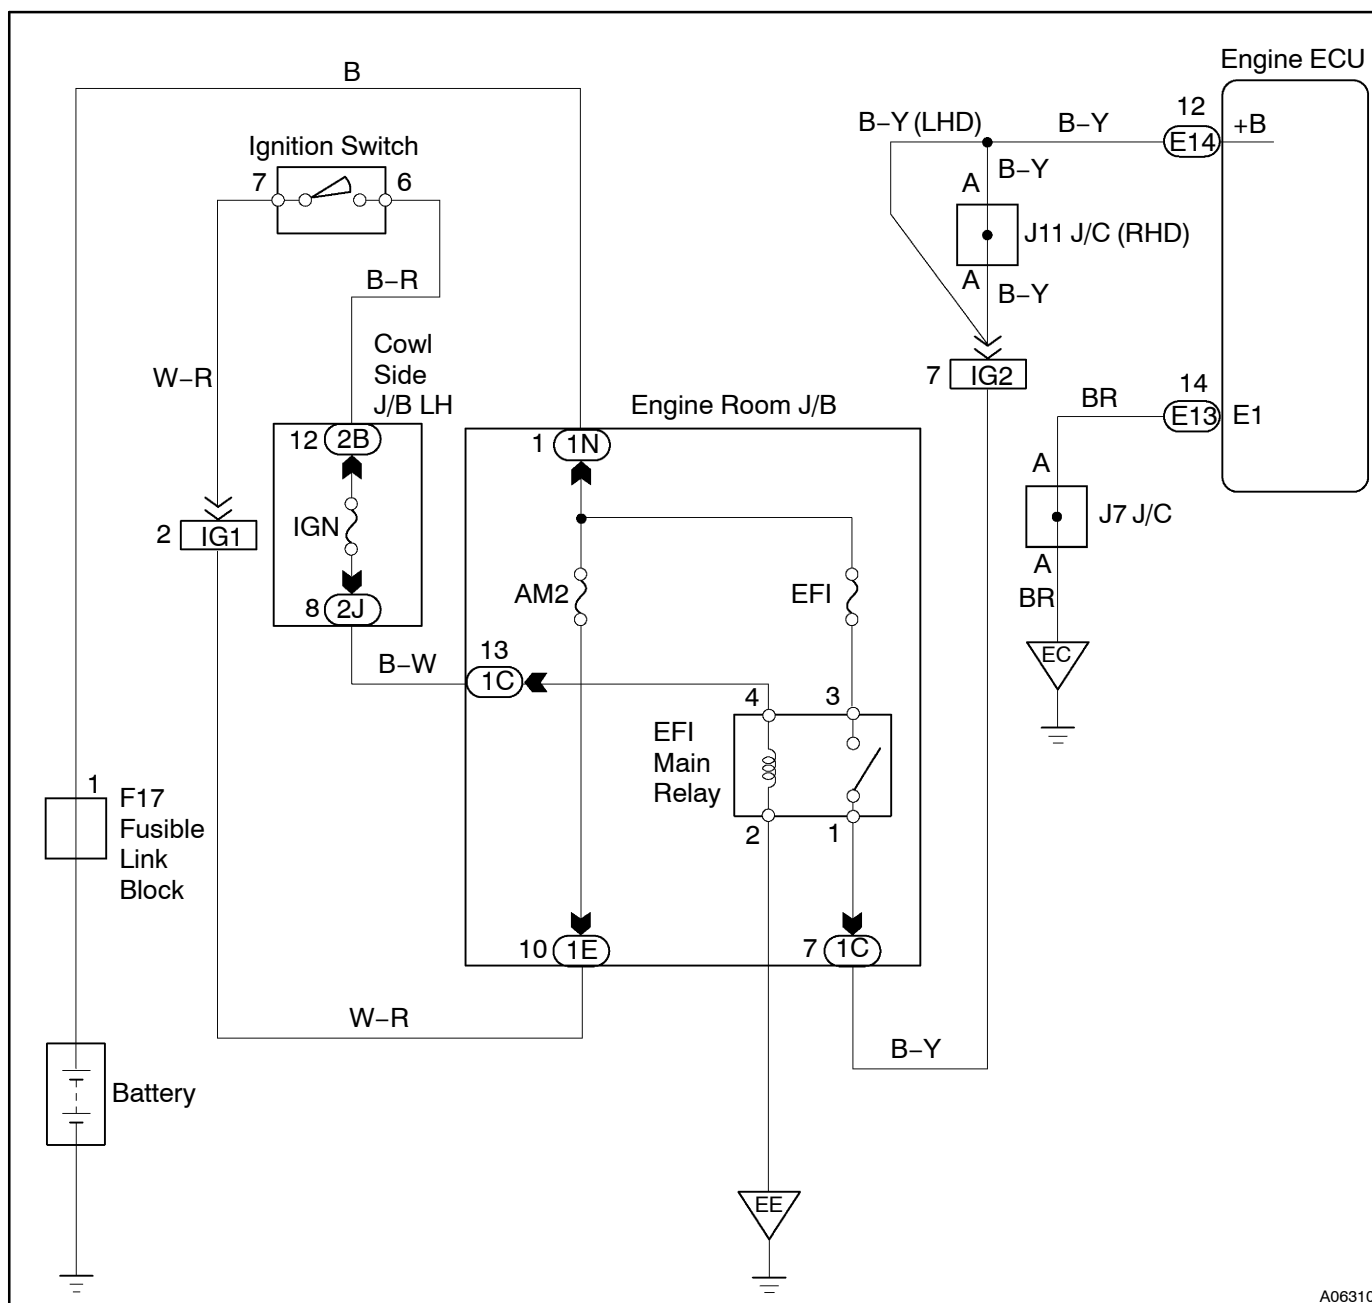 Engine ECU
B
12
B–Y (LHD)
B–Y
E14
+B
Ignition Switch
7
6
A
B–Y
J11 J/C (RHD)
A
B–Y
B–R
Cowl
Side
J/B LH
W–R
7
IG2
14
BR
E13
E1
Engine Room J/B
12
2B
1
1N
A
J7 J/C
A
BR
2
IG1
IGN
AM2
EFI
8
2J
13
B–W
1C
EC
4
3
EFI
Main
Relay
2
1
1
F17
Fusible
Link
Block
10
1E
7
1C
W–R
B–Y
Battery
EE
A06310